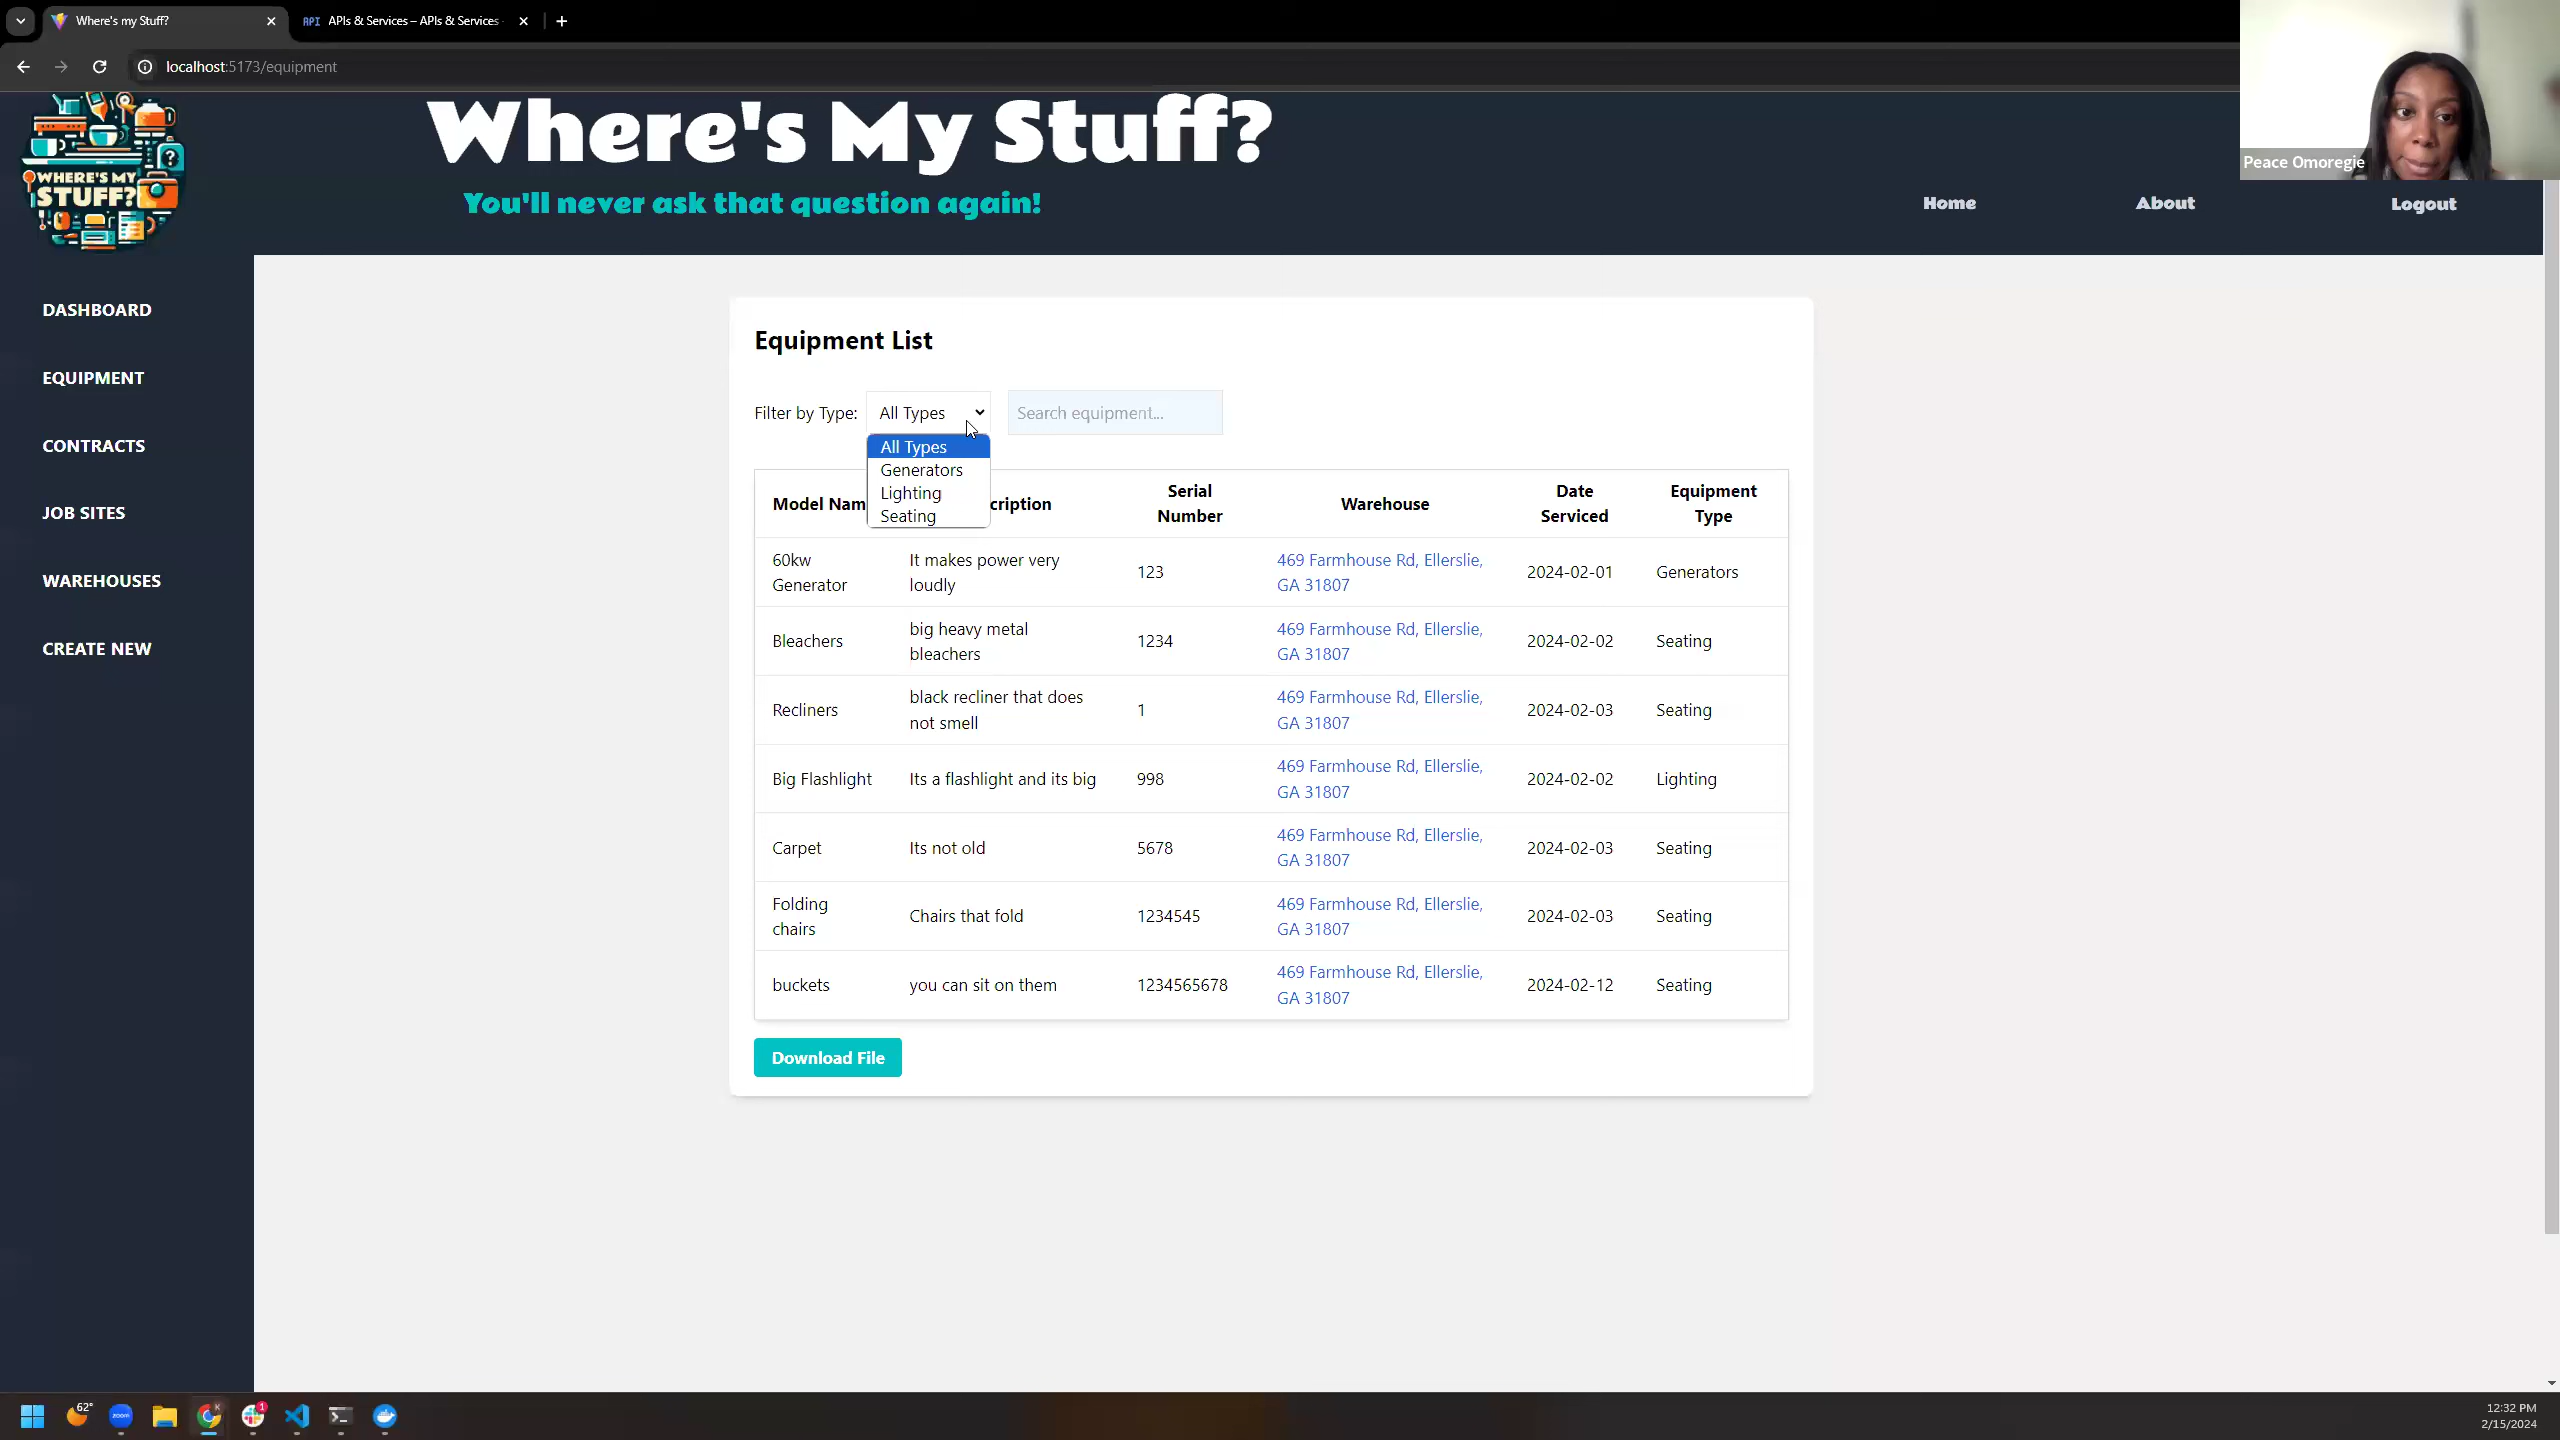 Where's my Stuff?
API APIs & Services – APIs & Services
localhost:5173/equipment
Peace Omoregie
WHERE'S MY
STUFF?
Where's My Stuff?
You'll never ask that question again!
Home
About
Logout
DASHBOARD
EQUIPMENT
CONTRACTS
JOB SITES
WAREHOUSES
CREATE NEW
Equipment List
Filter by Type:
All Types
Search equipment...
All Types
Generators
Lighting
Seating
Model Nam
cription
Serial
Number
Warehouse
Date
Serviced
Equipment
Type
60kw
Generator
It makes power very
loudly
123
469 Farmhouse Rd, Ellerslie,
GA 31807
2024-02-01
Generators
Bleachers
big heavy metal
bleachers
1234
469 Farmhouse Rd, Ellerslie,
GA 31807
2024-02-02
Seating
Recliners
black recliner that does
not smell
1
469 Farmhouse Rd, Ellerslie,
GA 31807
2024-02-03
Seating
Big Flashlight
Its a flashlight and its big
998
469 Farmhouse Rd, Ellerslie,
GA 31807
2024-02-02
Lighting
Carpet
Its not old
5678
469 Farmhouse Rd, Ellerslie,
GA 31807
2024-02-03
Seating
Folding
chairs
Chairs that fold
1234545
469 Farmhouse Rd, Ellerslie,
GA 31807
2024-02-03
Seating
buckets
you can sit on them
1234565678
469 Farmhouse Rd, Ellerslie,
GA 31807
2024-02-12
Seating
Download File
62°
zoom
K
1
12:32 PM
2/15/2024